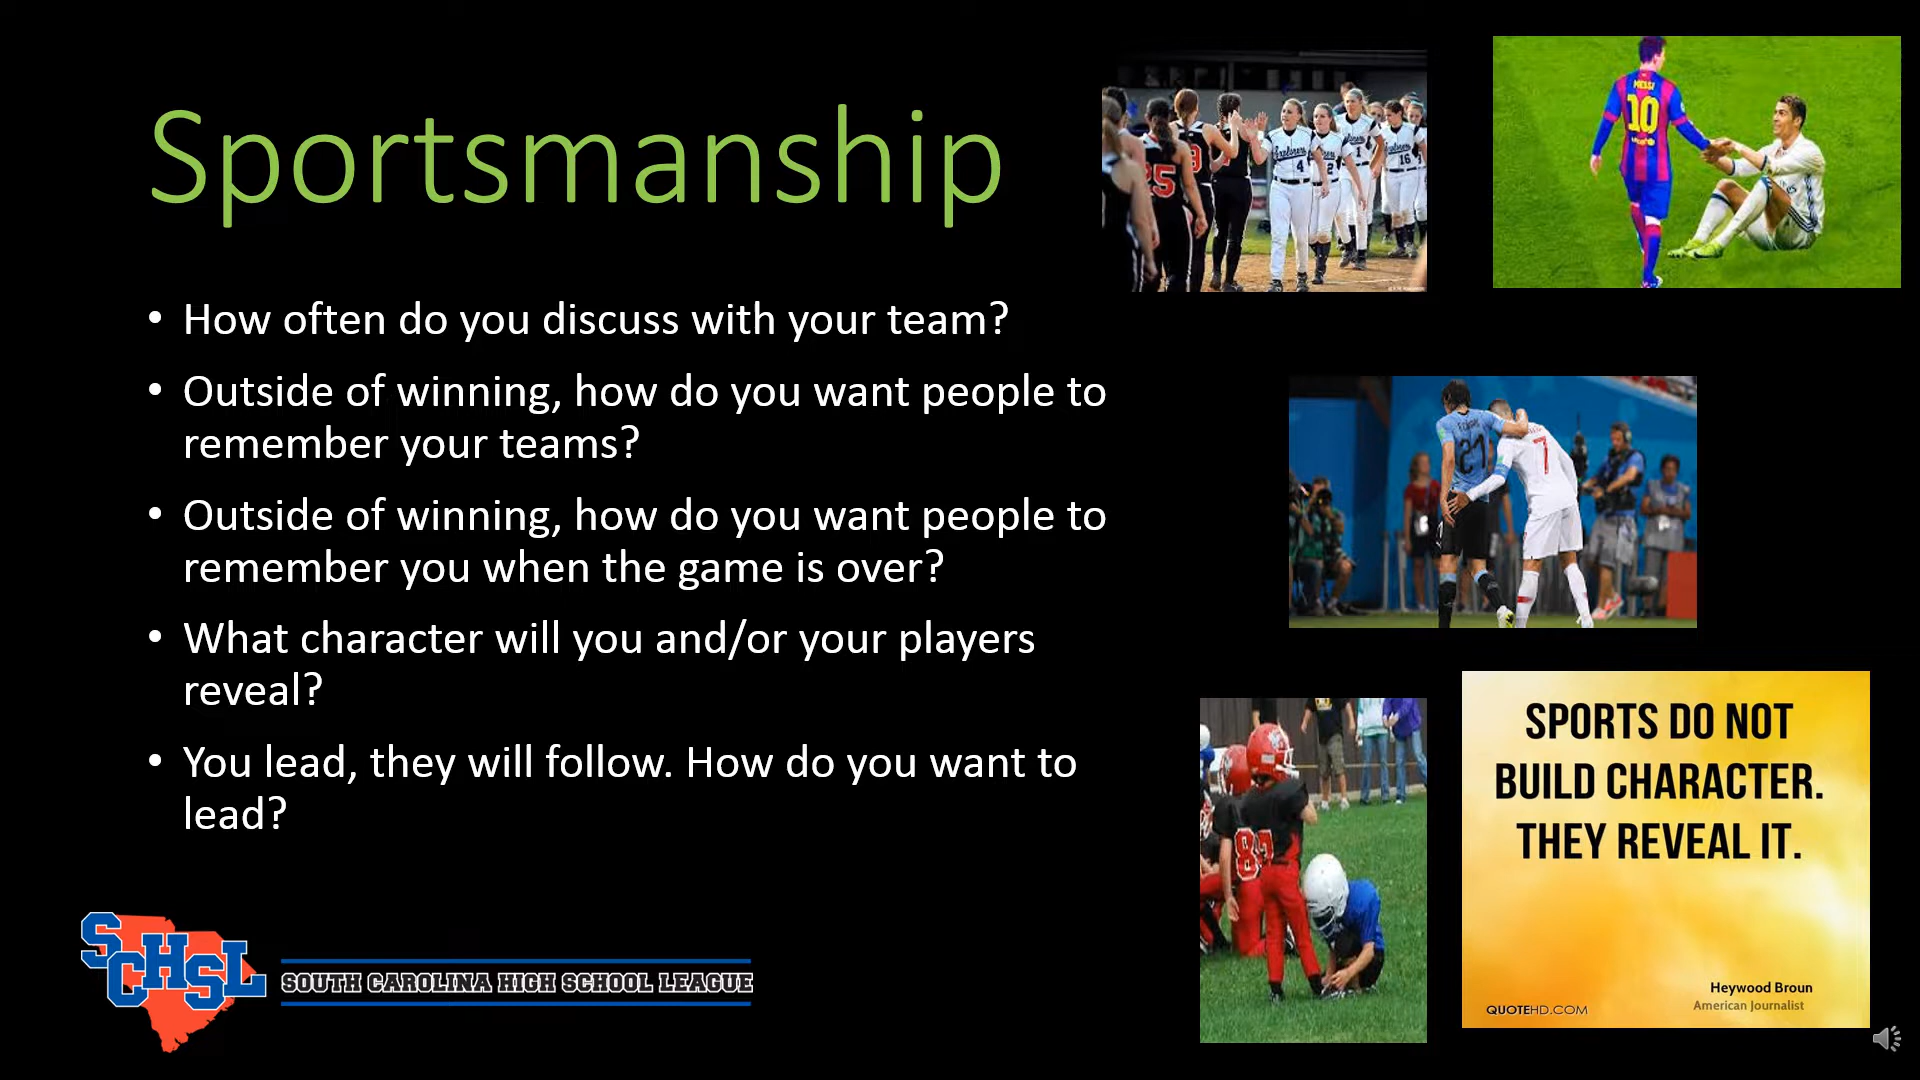 Sportsmanship
• How often do you discuss with your team?
• Outside of winning, how do you want people to
remember your teams?
• Outside of winning, how do you want people to
remember you when the game is over?
• What character will you and/or your players
reveal?
• You lead, they will follow. How do you want to
lead?
SCHSL
SOUTH CAROLINA HIGH SCHOOL LEAGUE
25
9
Explorers
4
2
16
MESSI
10
21
7
82
SPORTS DO NOT
BUILD CHARACTER.
THEY REVEAL IT.
Heywood Broun
American Journalist
QUOTEHD.COM